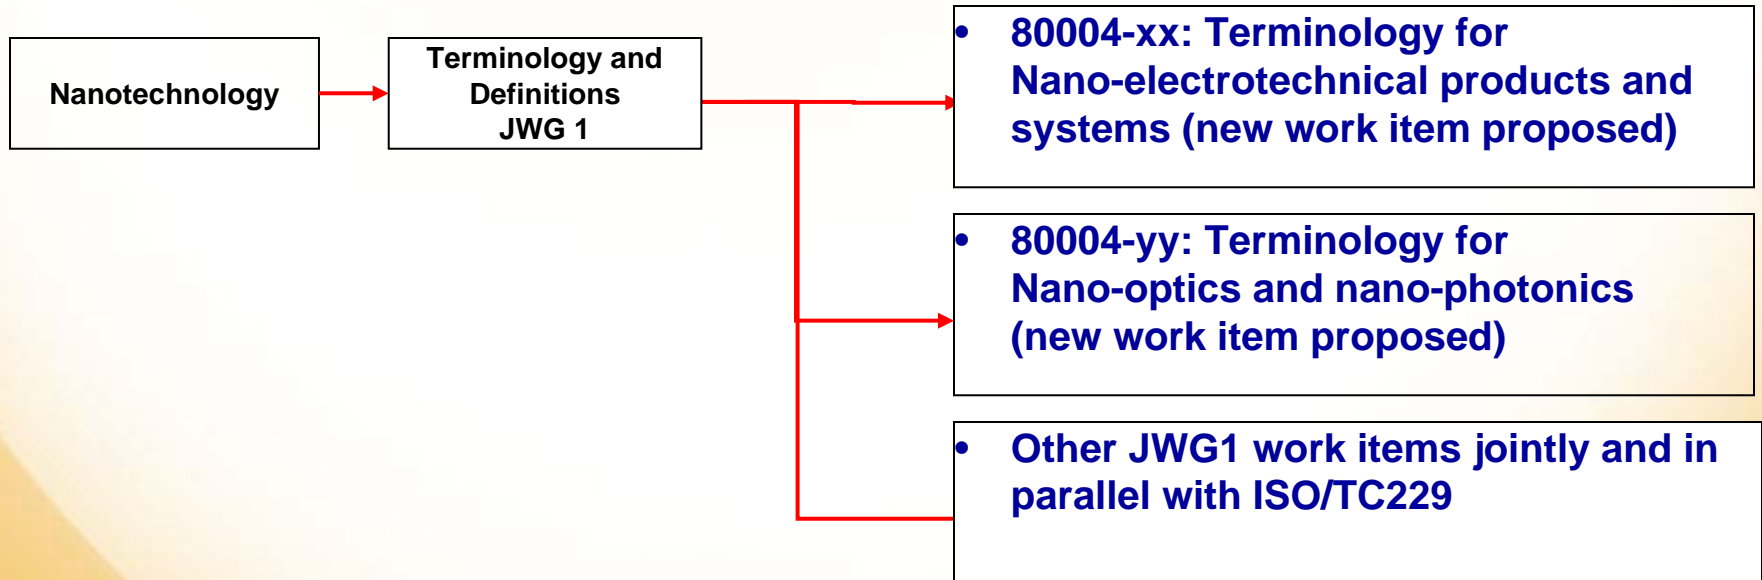 Nanotechnology
Terminology and
Definitions
JWG 1
• 80004-xx: Terminology for
Nano-electrotechnical products and
systems (new work item proposed)
• 80004-yy: Terminology for
Nano-optics and nano-photonics
(new work item proposed)
• Other JWG1 work items jointly and in
parallel with ISO/TC229